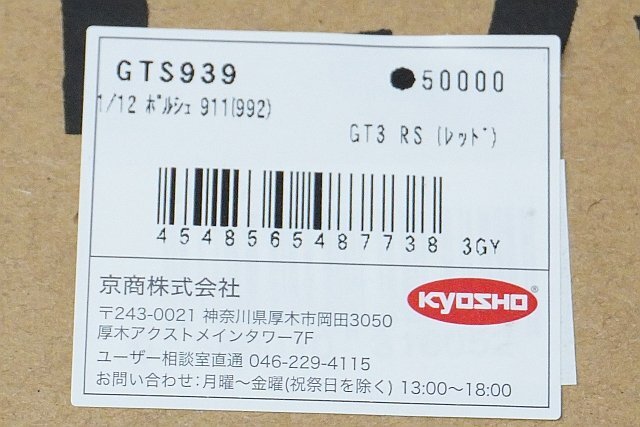 GTS939 ●50000
1/12 ﾎﾟﾙｼｪ 911(992)
GT3 RS (ﾚｯﾄﾞ)
4548565487738 3GY
京商株式会社
KYOSHO®
〒243-0021 神奈川県厚木市岡田3050
厚木アクストメインタワー7F
ユーザー相談室直通 046-229-4115
お問い合わせ:月曜〜金曜(祝祭日を除く) 13:00〜18:00